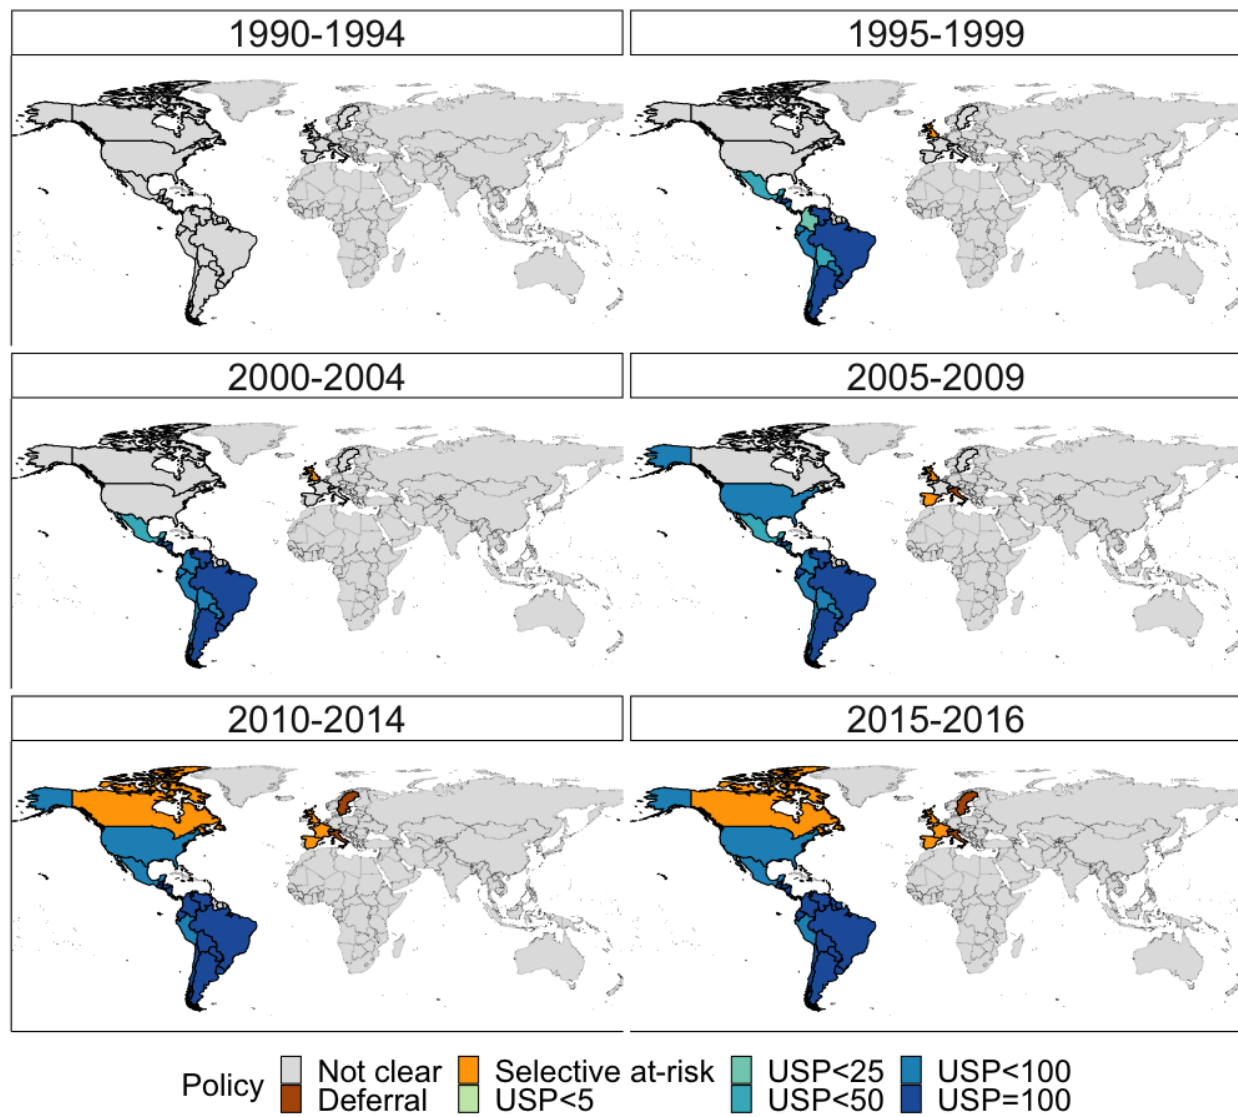 1990-1994
1995-1999
2000-2004
2005-2009
2010-2014
2015-2016
Policy
Not clear
Deferral
Selective at-risk
USP<5
USP<25
USP<50
USP<100
USP=100